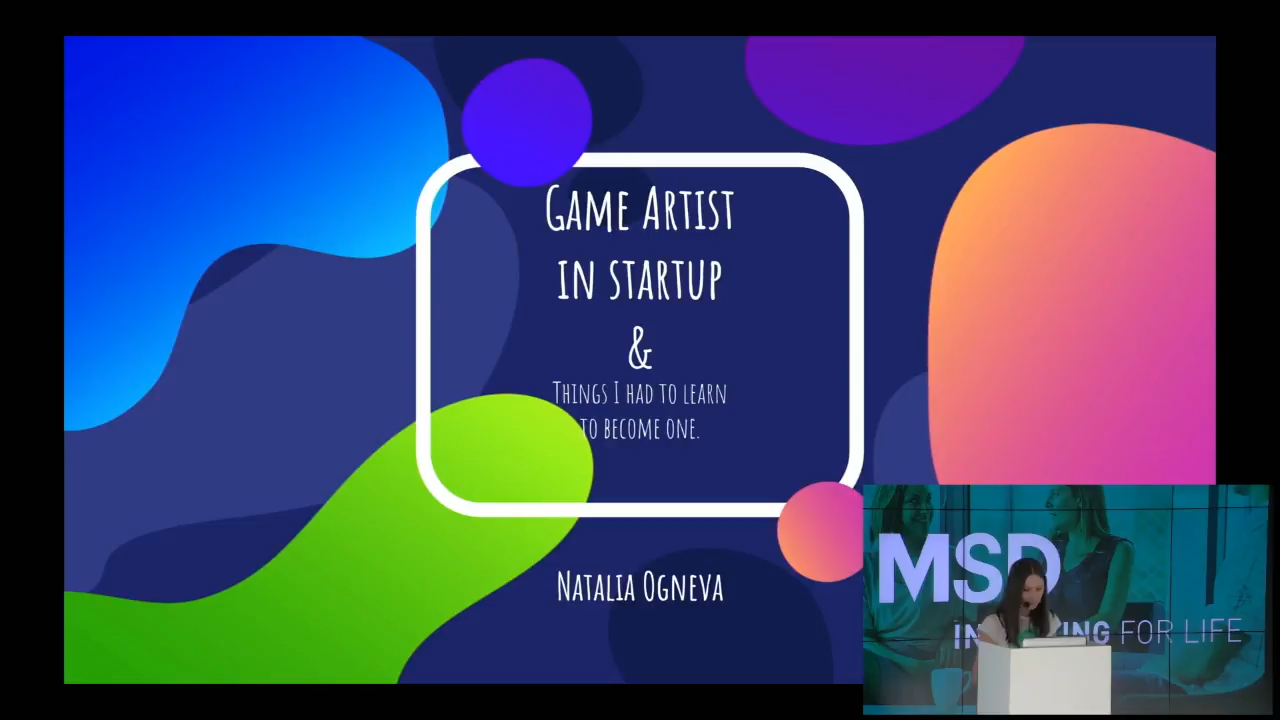 Game Artist
in startup
&
Things I had to learn
to become one.
Natalia Ogneva
MSD
FOR LIFE